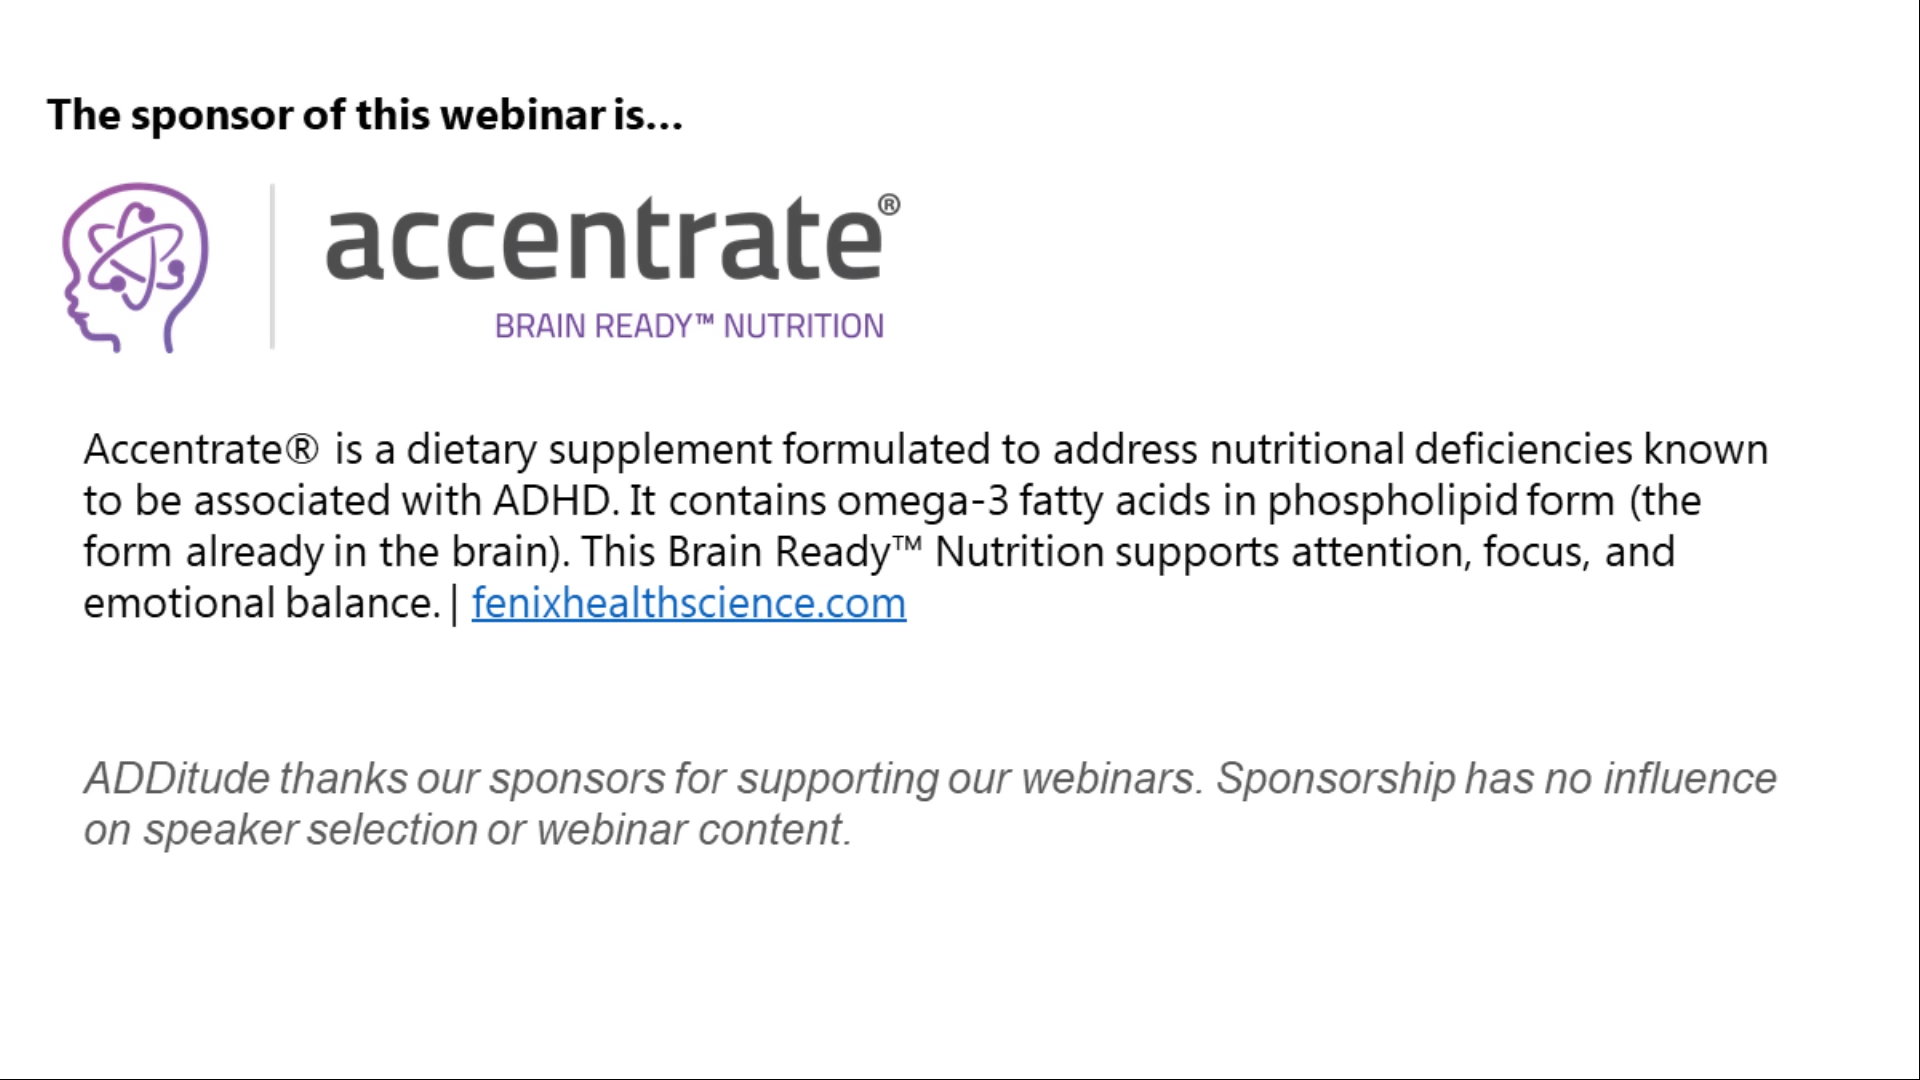 The sponsor of this webinar is...
accentrate®
BRAIN READY™ NUTRITION
Accentrate® is a dietary supplement formulated to address nutritional deficiencies known
to be associated with ADHD. It contains omega-3 fatty acids in phospholipid form (the
form already in the brain). This Brain Ready™ Nutrition supports attention, focus, and
emotional balance. | fenixhealthscience.com
ADDitude thanks our sponsors for supporting our webinars. Sponsorship has no influence
on speaker selection or webinar content.